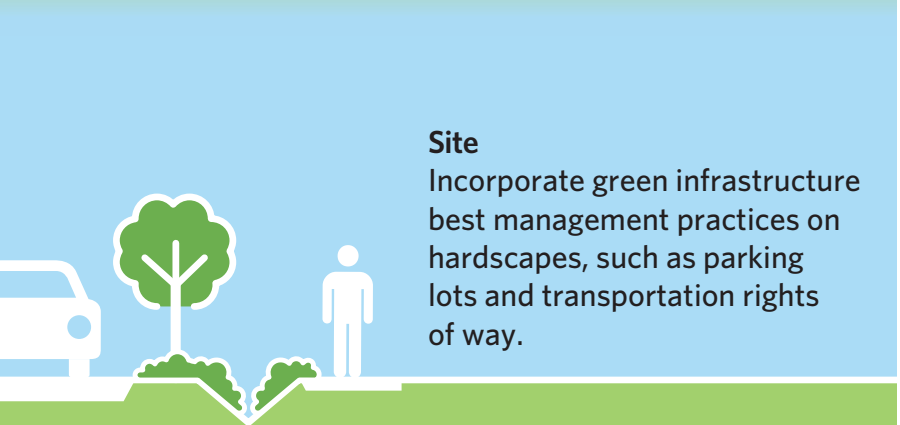 Site
Incorporate green infrastructure
best management practices on
hardscapes, such as parking
lots and transportation rights
of way.